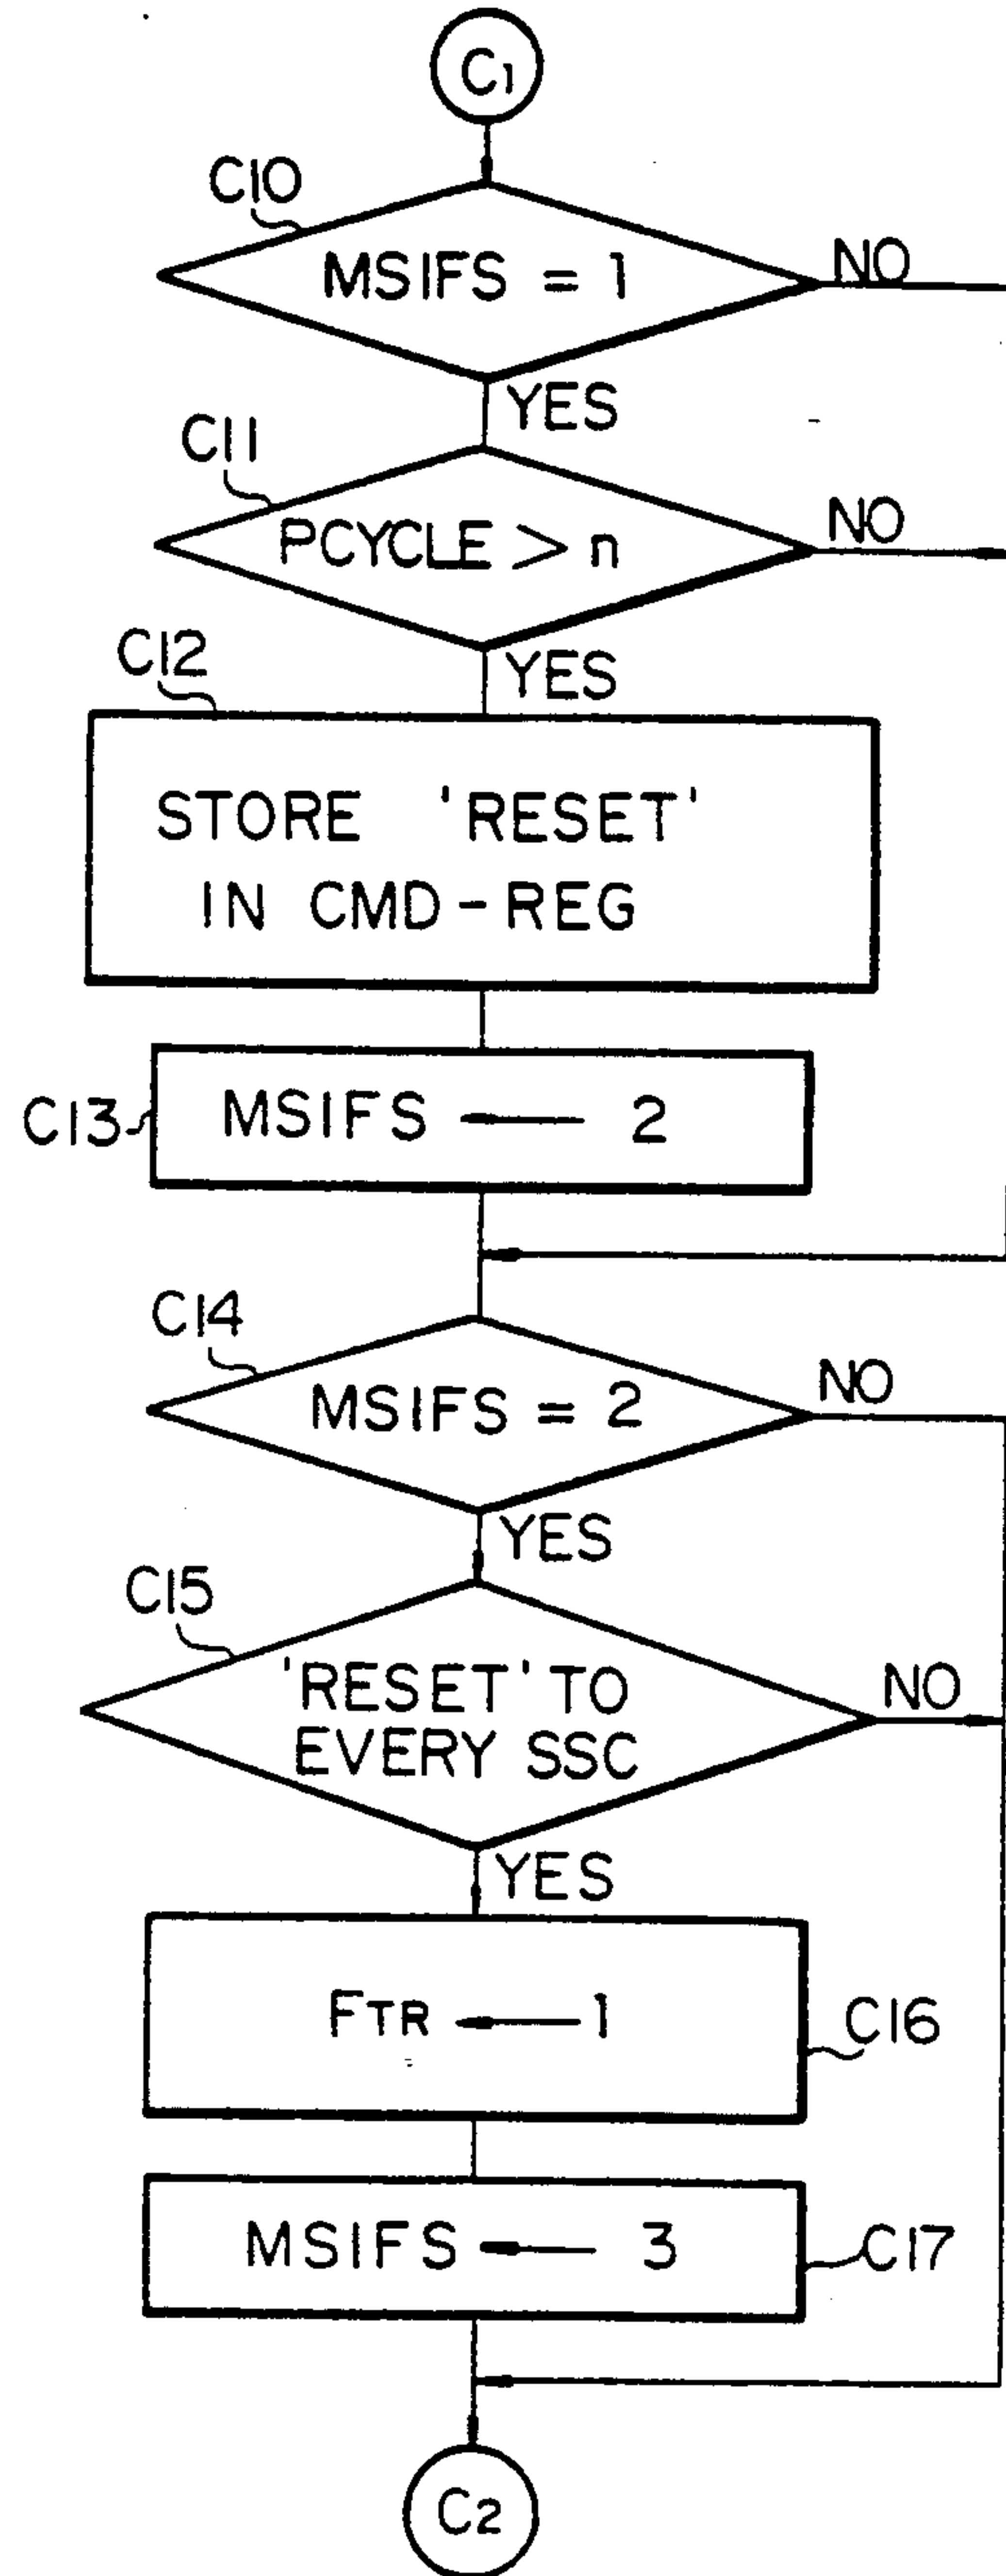 C1
C10
MSIFS = 1
NO
YES
C11
PCYCLE > n
NO
YES
C12
STORE 'RESET'
IN CMD-REG
C13
MSIFS ← 2
C14
MSIFS = 2
NO
YES
C15
'RESET' TO
EVERY SSC
NO
YES
FTR ← 1
C16
MSIFS ← 3
C17
C2